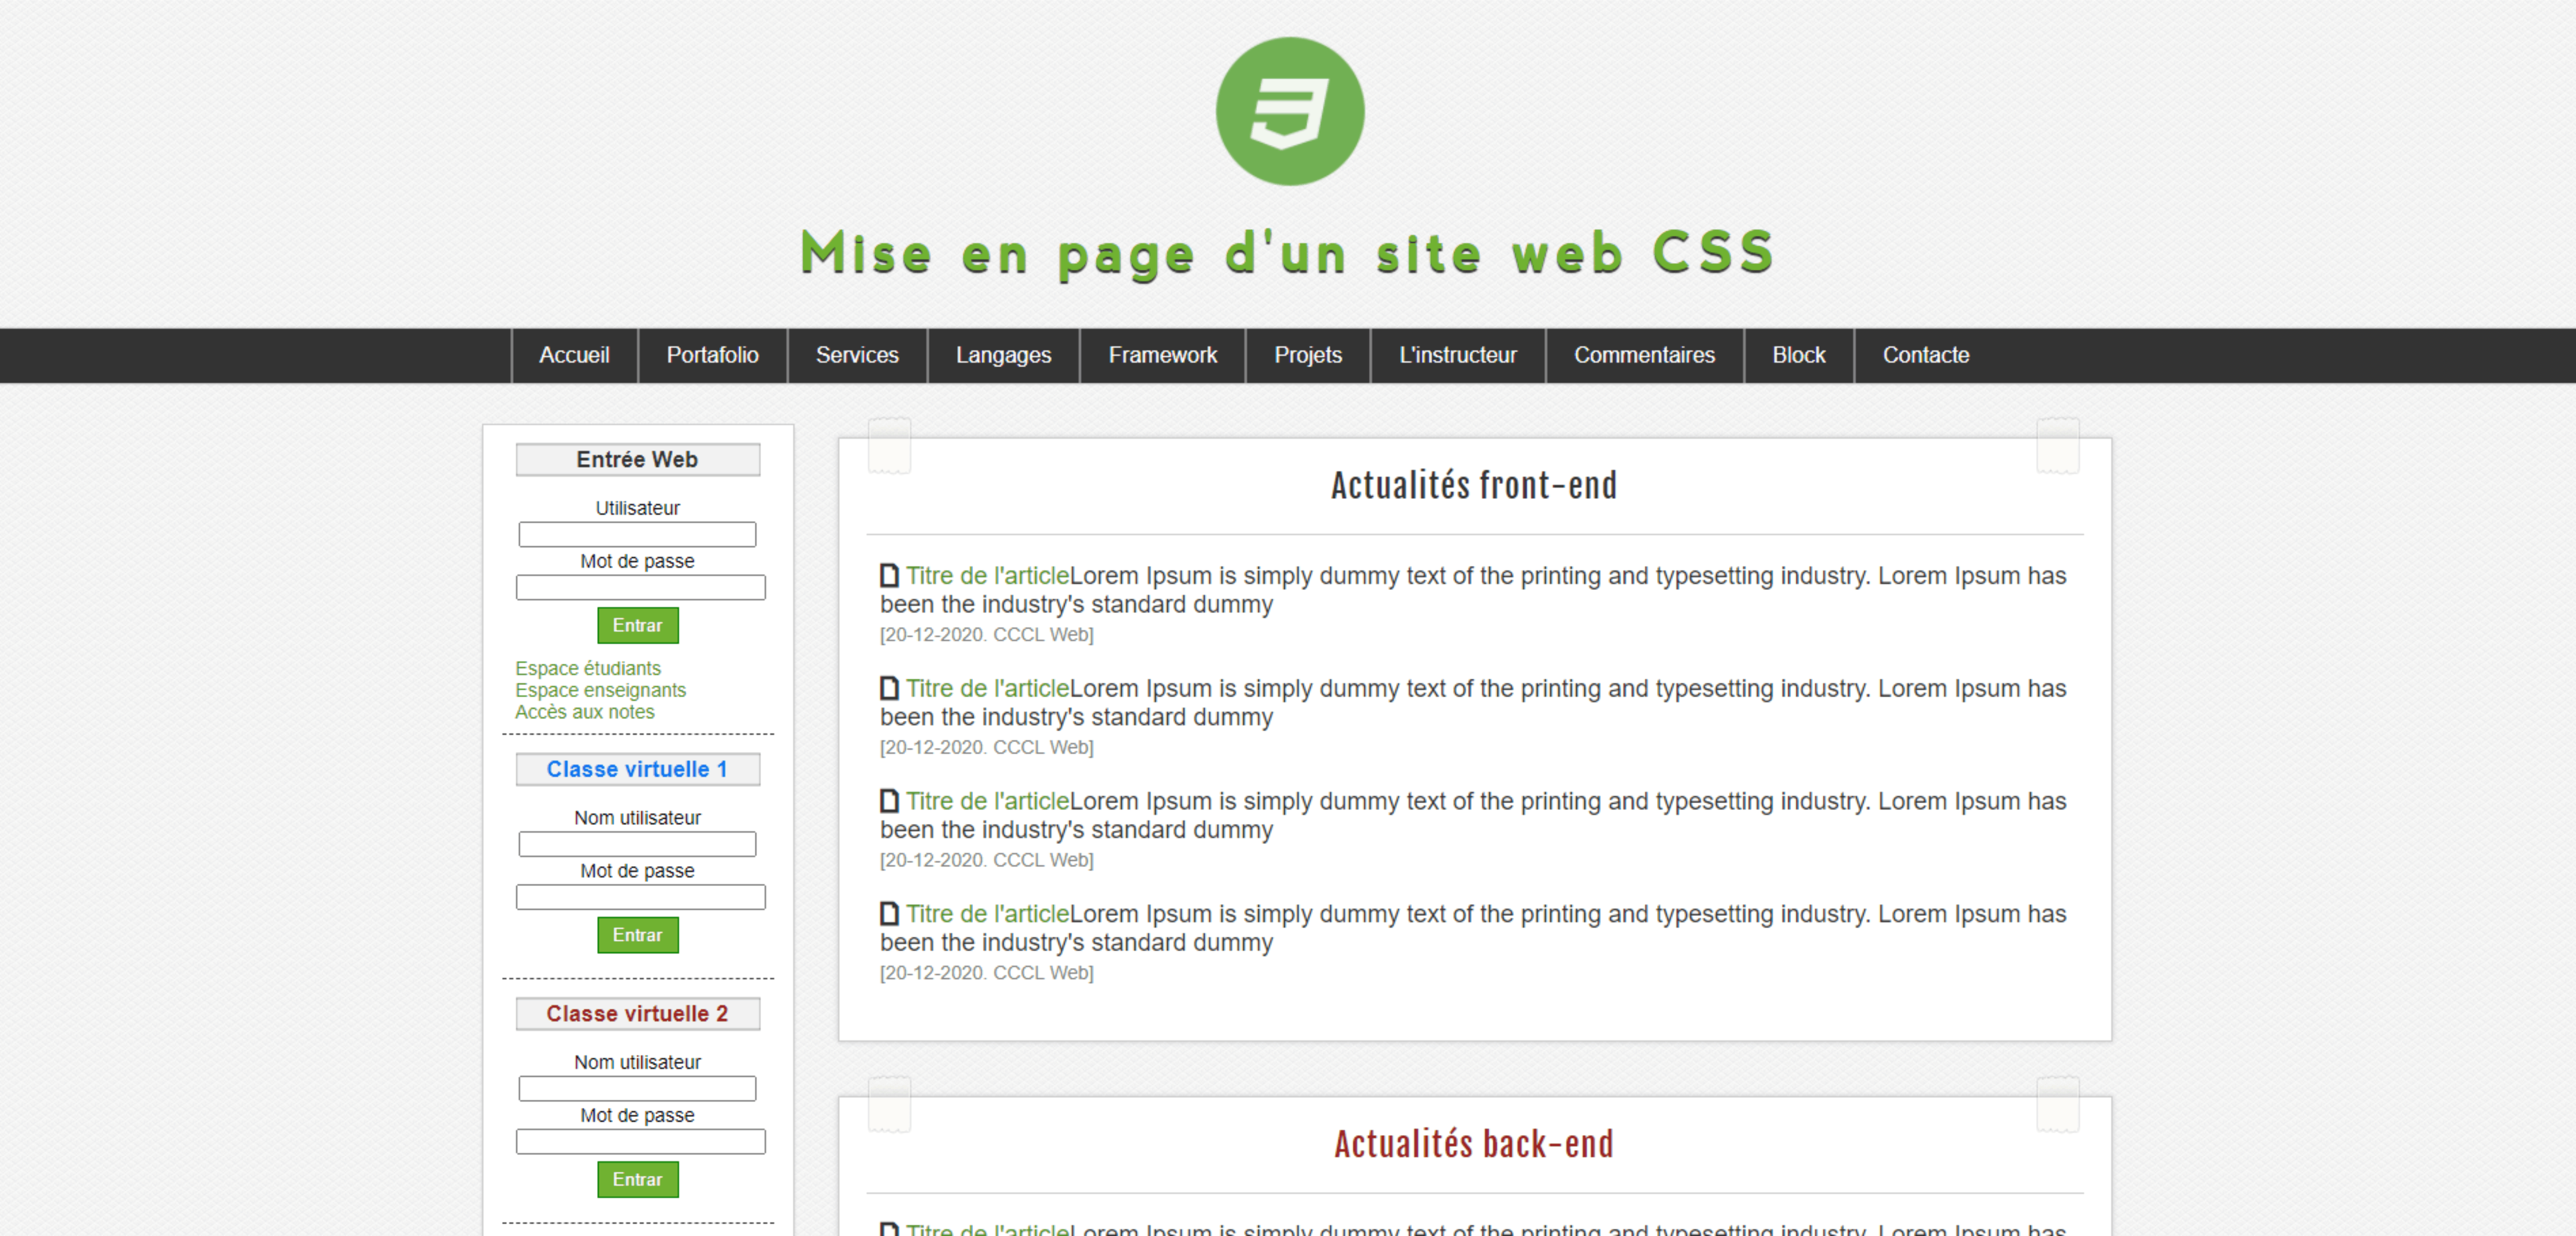 Mise en page d'un site web CSS
Accueil Portafolio Services Langages Framework Projets L'instructeur Commentaires Block Contacte
Entrée Web
Utilisateur
Mot de passe
Entrar
Espace étudiants
Espace enseignants
Accès aux notes
Classe virtuelle 1
Nom utilisateur
Mot de passe
Entrar
Classe virtuelle 2
Nom utilisateur
Mot de passe
Entrar
Actualités front-end
Titre de l'articleLorem Ipsum is simply dummy text of the printing and typesetting industry. Lorem Ipsum has
been the industry's standard dummy
[20-12-2020. CCCL Web]
Titre de l'articleLorem Ipsum is simply dummy text of the printing and typesetting industry. Lorem Ipsum has
been the industry's standard dummy
[20-12-2020. CCCL Web]
Titre de l'articleLorem Ipsum is simply dummy text of the printing and typesetting industry. Lorem Ipsum has
been the industry's standard dummy
[20-12-2020. CCCL Web]
Titre de l'articleLorem Ipsum is simply dummy text of the printing and typesetting industry. Lorem Ipsum has
been the industry's standard dummy
[20-12-2020. CCCL Web]
Actualités back-end
Titre de l'articleLorem Ipsum is simply dummy text of the printing and typesetting industry. Lorem Ipsum has